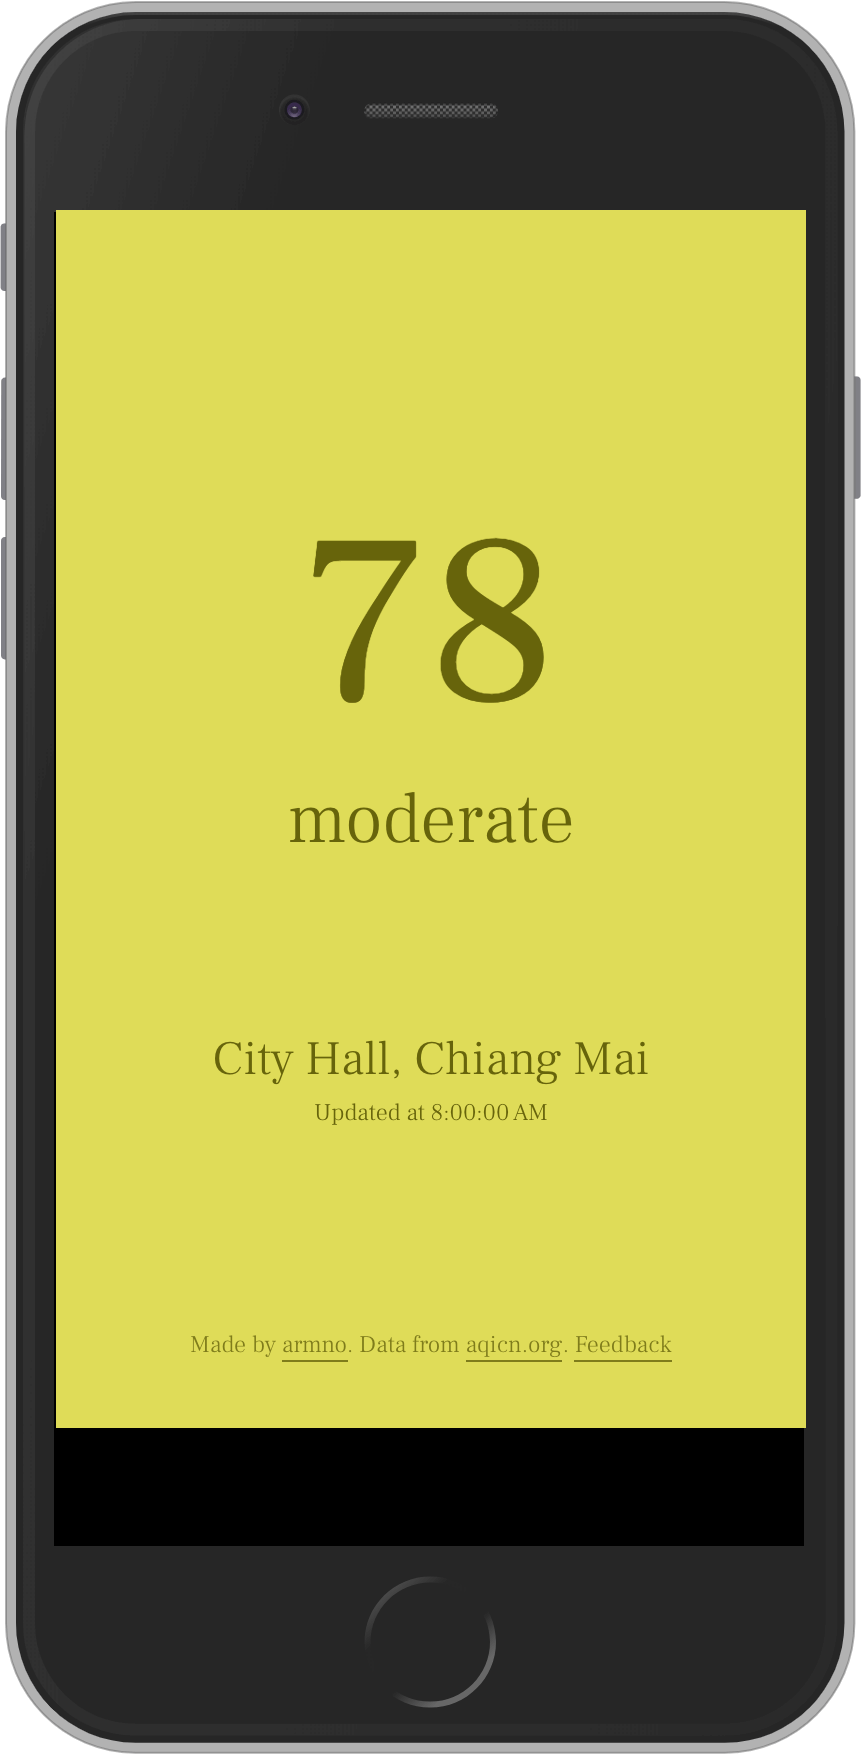 78
moderate
City Hall, Chiang Mai
Updated at 8:00:00 AM
Made by armno. Data from aqicn.org. Feedback